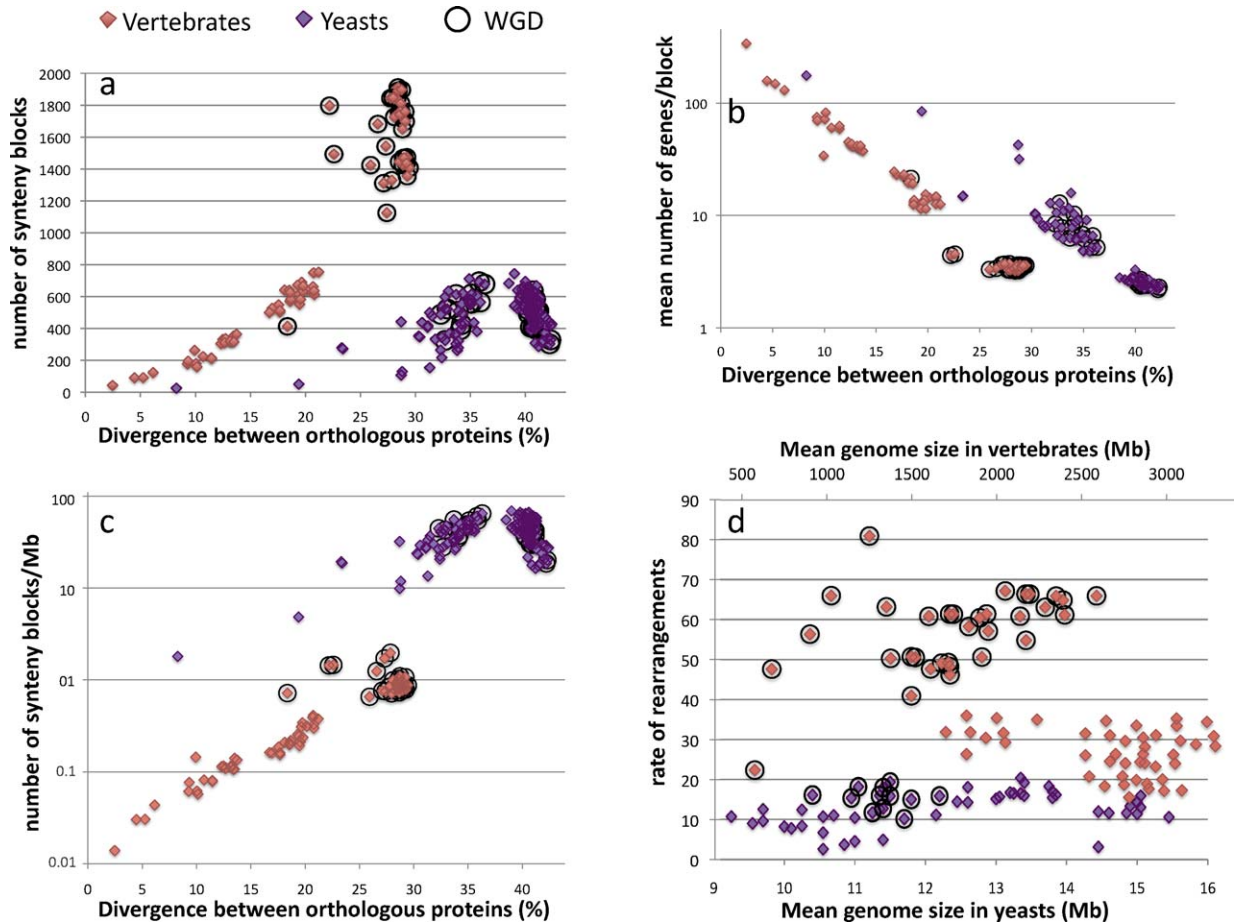 Vertebrates Yeasts WGD
a
number of synteny blocks
2000
1800
1600
1400
1200
1000
800
600
400
200
0
0 5 10 15 20 25 30 35 40
Divergence between orthologous proteins (%)
b
mean number of genes/block
100
10
1
0 5 10 15 20 25 30 35 40
Divergence between orthologous proteins (%)
c
number of synteny blocks/Mb
100
10
01
0.1
0.01
0 5 10 15 20 25 30 35 40
Divergence between orthologous proteins (%)
Mean genome size in vertebrates (Mb)
500 1000 1500 2000 2500 3000
d
rate of rearrangements
90
80
70
60
50
40
30
20
10
0
9 10 11 12 13 14 15 16
Mean genome size in yeasts (Mb)